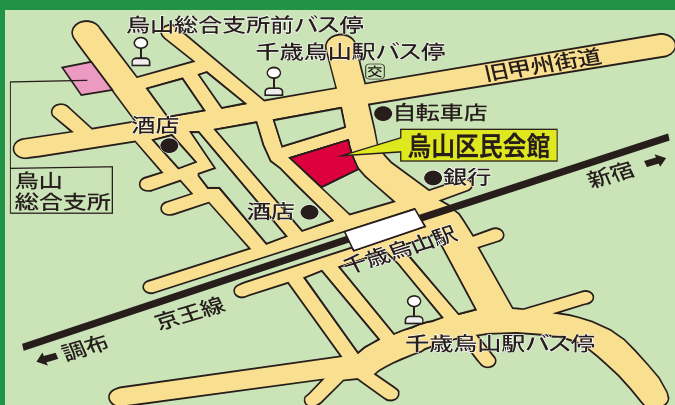 烏山総合支所前バス停
千歳烏山駅バス停
交
旧甲州街道
自転車店
酒店
烏山区民会館
烏山
総合支所
銀行
新宿
酒店
千歳烏山駅
京王線
調布
千歳烏山駅バス停